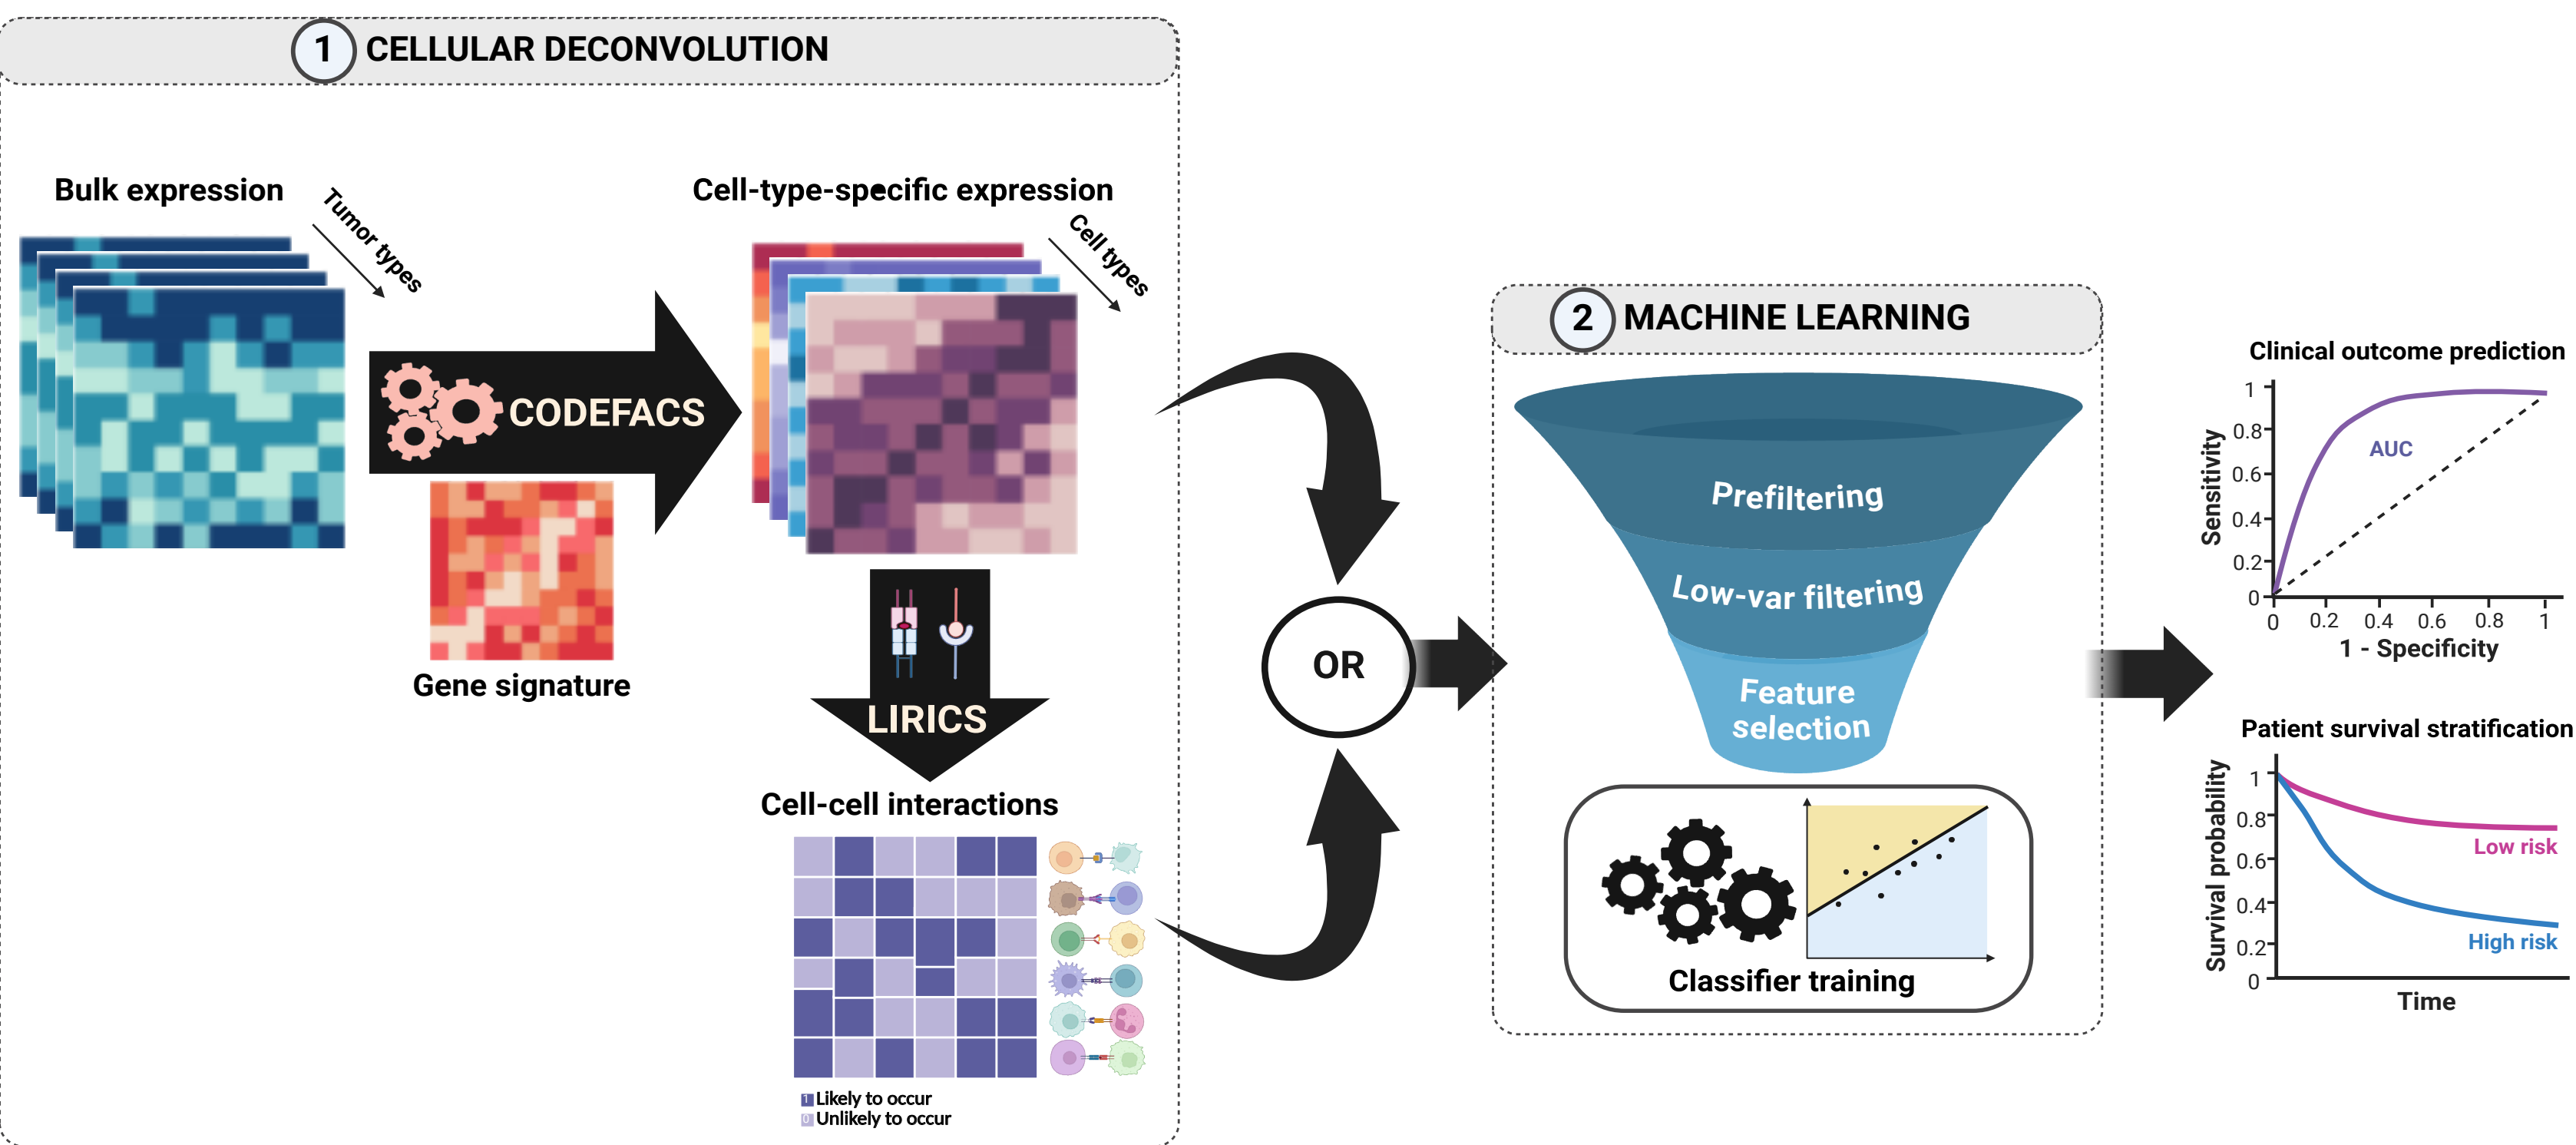 1 CELLULAR DECONVOLUTION
Bulk expression
Tumor types
Cell-type-specific expression
Cell types
CODEFACS
Gene signature
LIRICS
Cell-cell interactions
1 Likely to occur
0 Unlikely to occur
OR
2 MACHINE LEARNING
Prefiltering
Low-var filtering
Feature
selection
Classifier training
Clinical outcome prediction
Sensitivity
1
0.8
0.6
0.4
0.2
0
AUC
0 0.2 0.4 0.6 0.8 1
1 - Specificity
Patient survival stratification
Survival probability
1
0.8
0.6
0.4
0.2
0
Low risk
High risk
Time